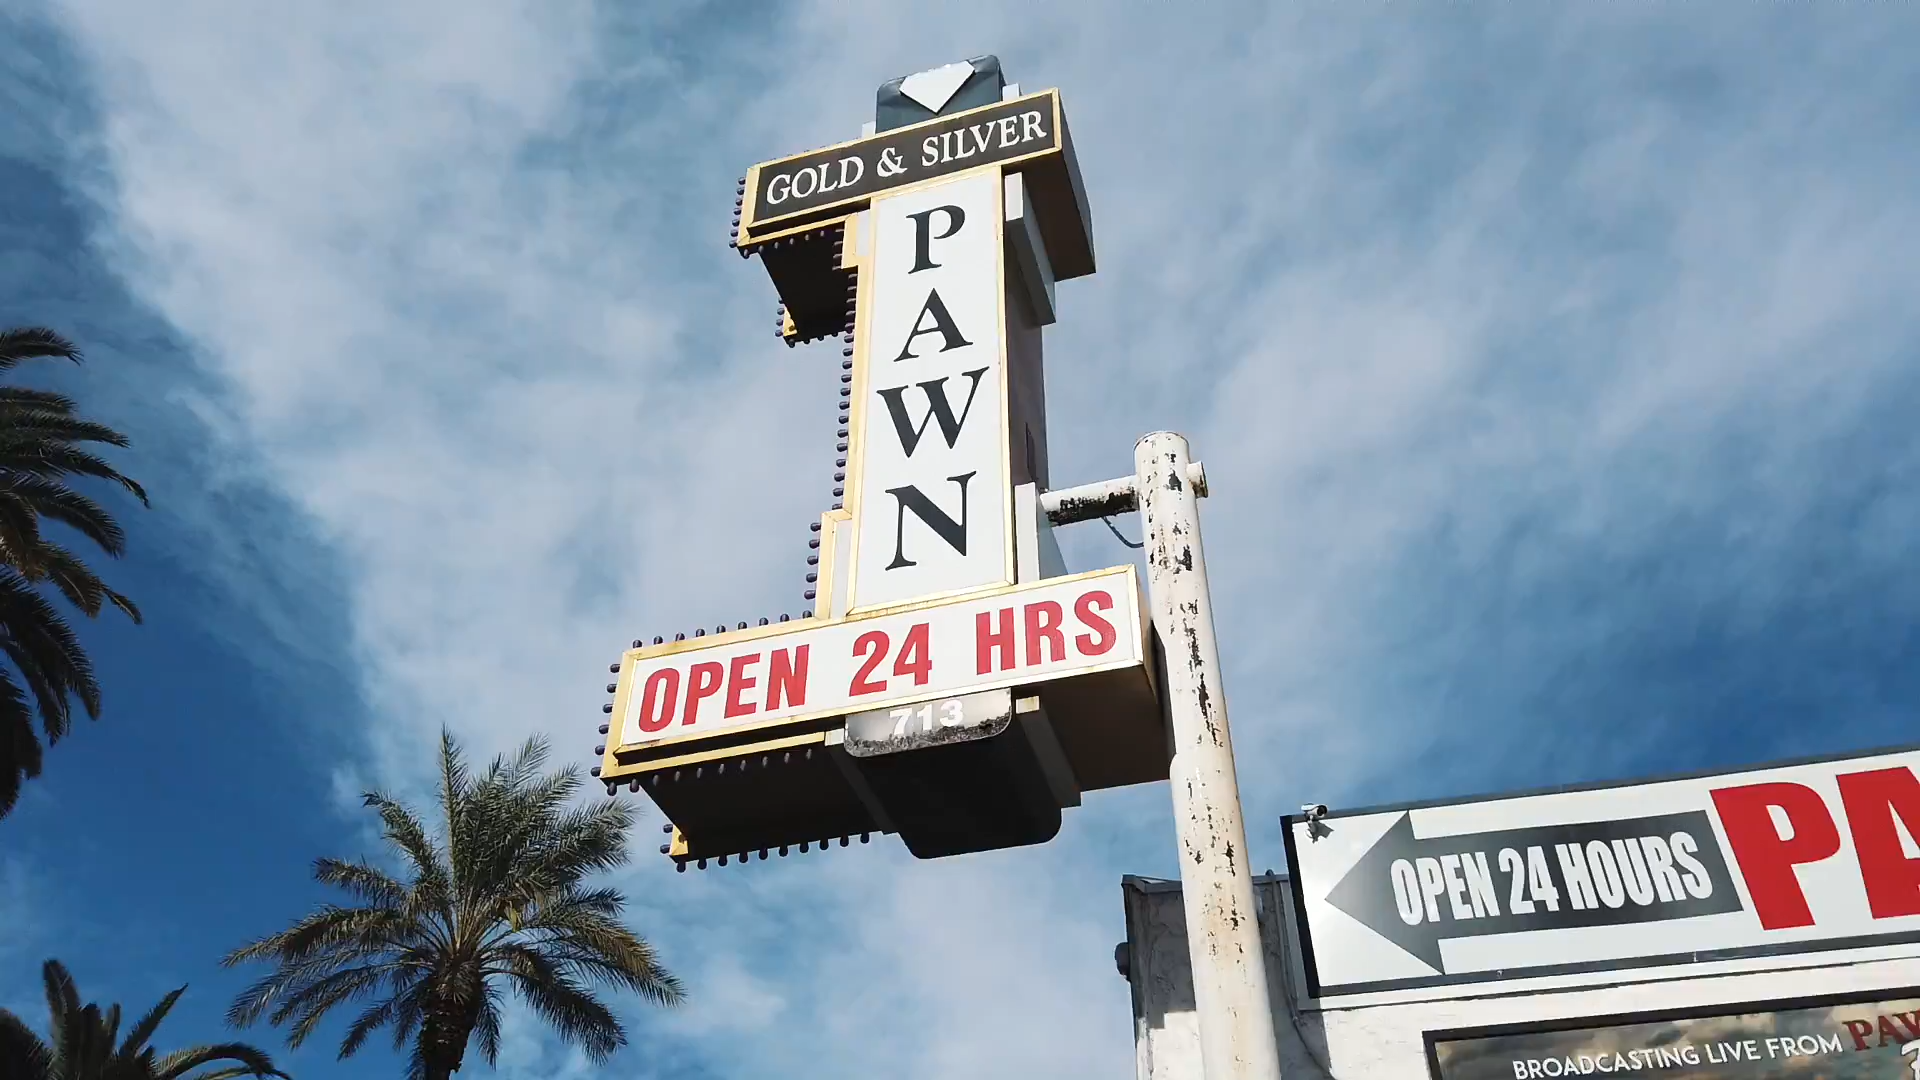 GOLD & SILVER
PAWN
OPEN 24 HRS
713
OPEN 24 HOURS
BROADCASTING LIVE FROM